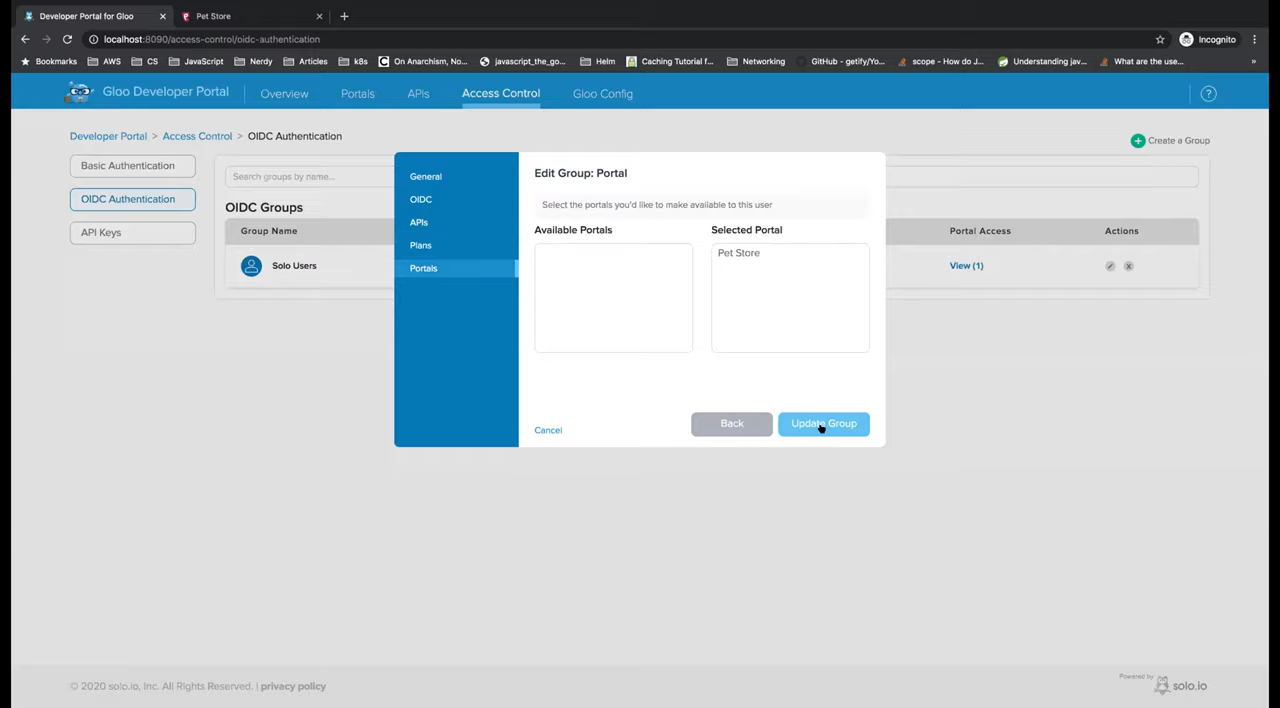 Developer Portal for Gloo
Pet Store
localhost:8090/access-control/oidc-authentication
Incognito
Bookmarks
AWS
CS
JavaScript
Nerdy
Articles
k8s
On Anarchism, No...
javascript_the_go...
Helm
Caching Tutorial f...
Networking
GitHub - getify/Yo...
scope - How do J...
Understanding jav...
What are the use...
»
Gloo Developer Portal
Overview
Portals
APIs
Access Control
Gloo Config
?
Developer Portal > Access Control > OIDC Authentication
Create a Group
Basic Authentication
OIDC Authentication
API Keys
Search groups by name...
OIDC Groups
Group Name
Portal Access
Actions
Solo Users
View (1)
General
OIDC
APIs
Plans
Portals
Edit Group: Portal
Select the portals you'd like to make available to this user
Available Portals
Selected Portal
Pet Store
Cancel
Back
Update Group
© 2020 solo.io, Inc. All Rights Reserved. | privacy policy
Powered by
solo.io